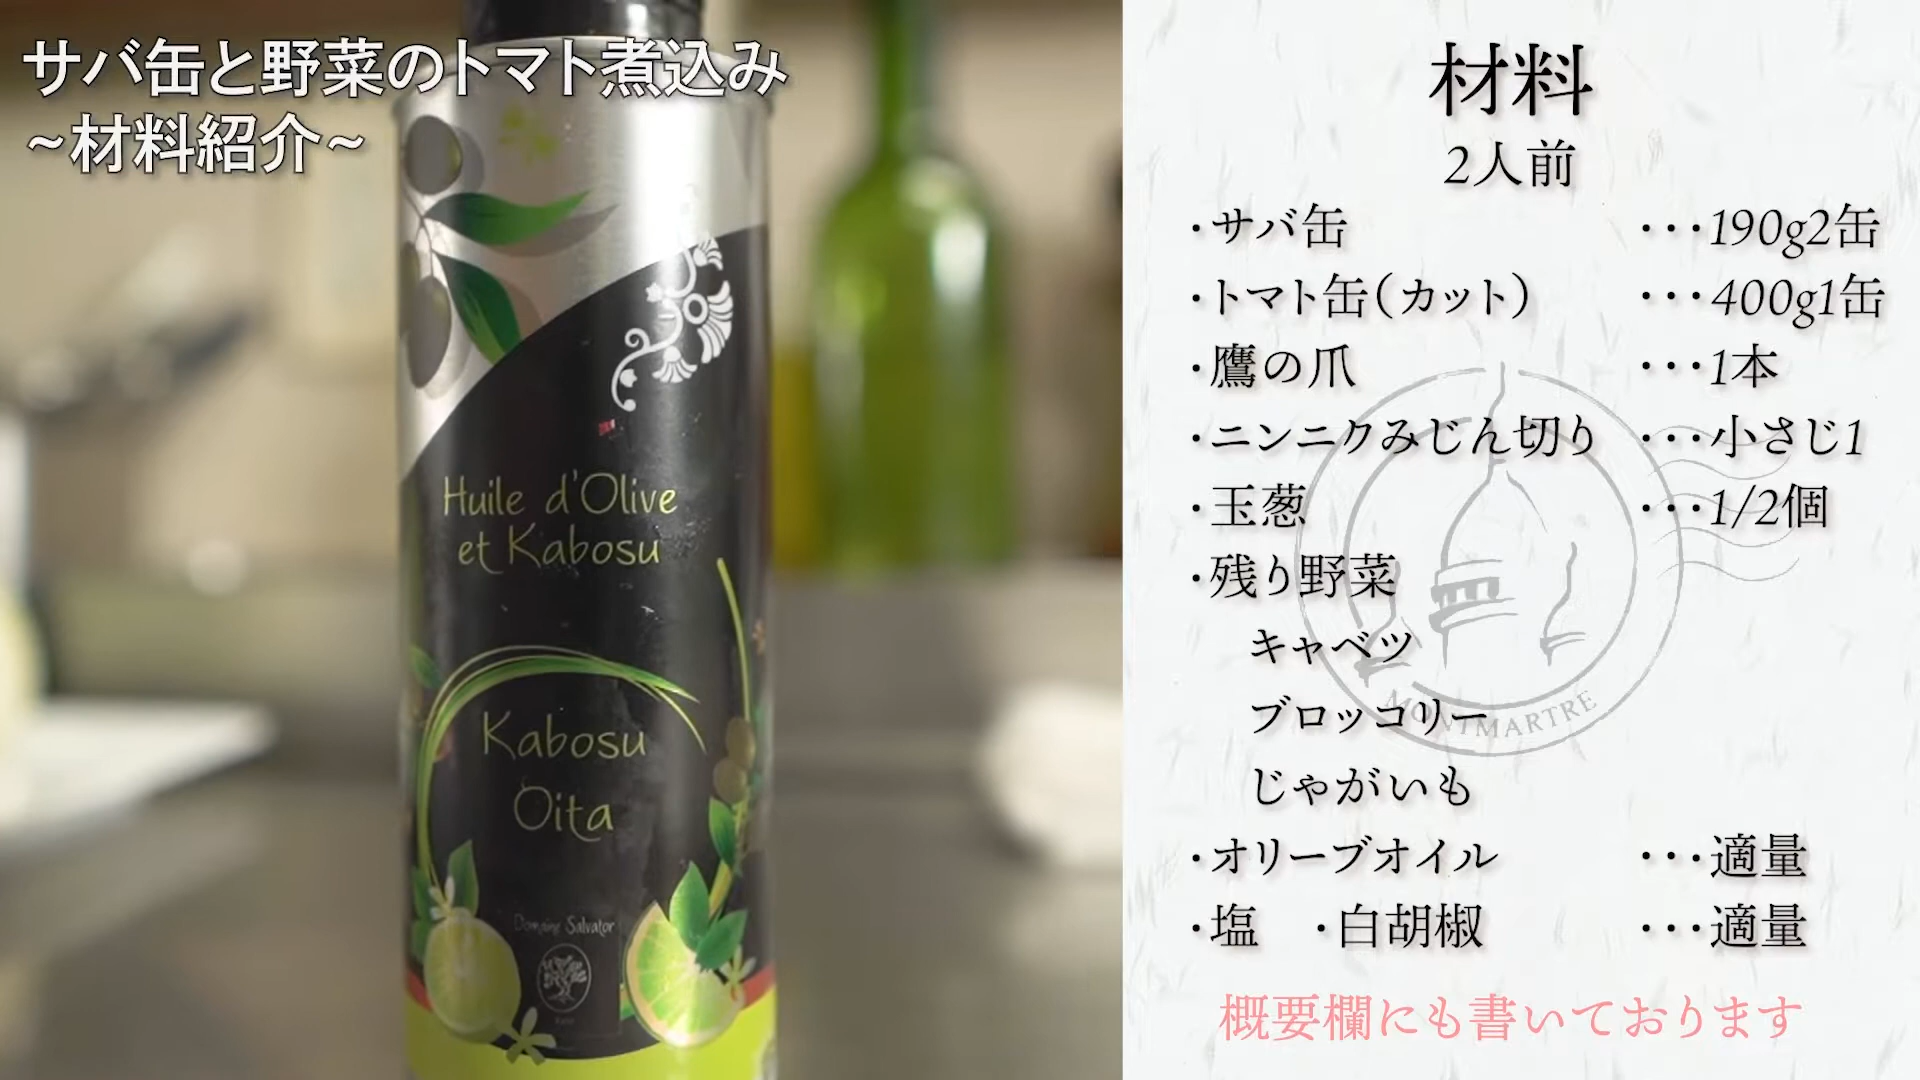 サバ缶と野菜のトマト煮込み
~材料紹介~
Huile d'Olive
et Kabosu
Kabosu
Oita
Domaine Salvator
材料
2人前
・サバ缶 ・・・190g2缶
・トマト缶(カット) ・・・400g1缶
・鷹の爪 ・・・1本
・ニンニクみじん切り ・・・小さじ1
・玉葱 ・・・1/2個
・残り野菜
キャベツ
ブロッコリー
じゃがいも
・オリーブオイル ・・・適量
・塩 ・白胡椒 ・・・適量
MONTMARTRE
概要欄にも書いております